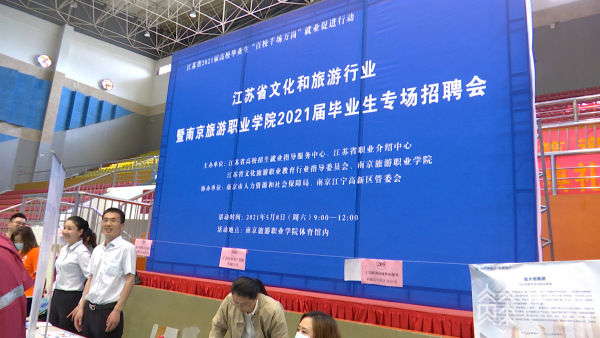 江苏省2021届高校毕业生“百校千场万岗”就业促进行动
江苏省文化和旅游行业
暨南京旅游职业学院2021届毕业生专场招聘会
主办单位：江苏省高校招生就业指导服务中心、江苏省职业介绍中心
江苏省文化旅游职业教育行业指导委员会、南京旅游职业学院
协办单位：南京市人力资源和社会保障局、南京江宁高新区管委会
活动时间：2021年5月8日（周六）9:00—12:00
活动地点：南京旅游职业学院体育馆内